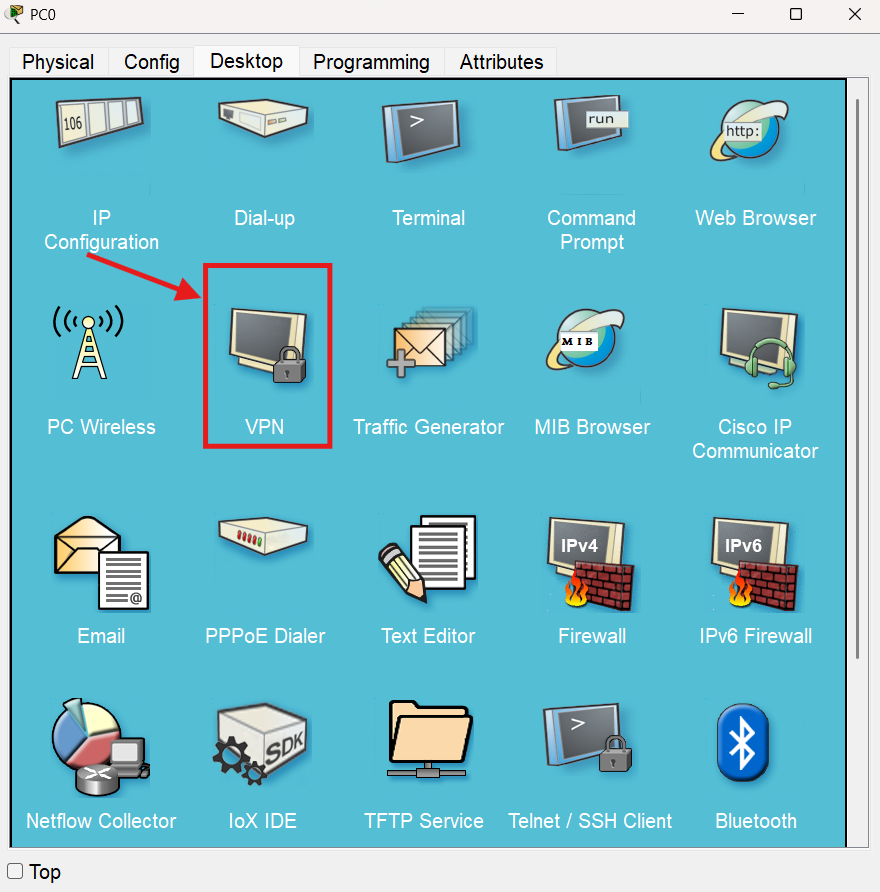 PC0
Physical Config Desktop Programming Attributes
106
>
run
http:
IP
Configuration
Dial-up
Terminal
Command
Prompt
Web Browser
MIB
PC Wireless
VPN
Traffic Generator
MIB Browser
Cisco IP
Communicator
@
IPv4
IPv6
Email
PPPoE Dialer
Text Editor
Firewall
IPv6 Firewall
SDK
>
Netflow Collector
IoX IDE
TFTP Service
Telnet / SSH Client
Bluetooth
Top